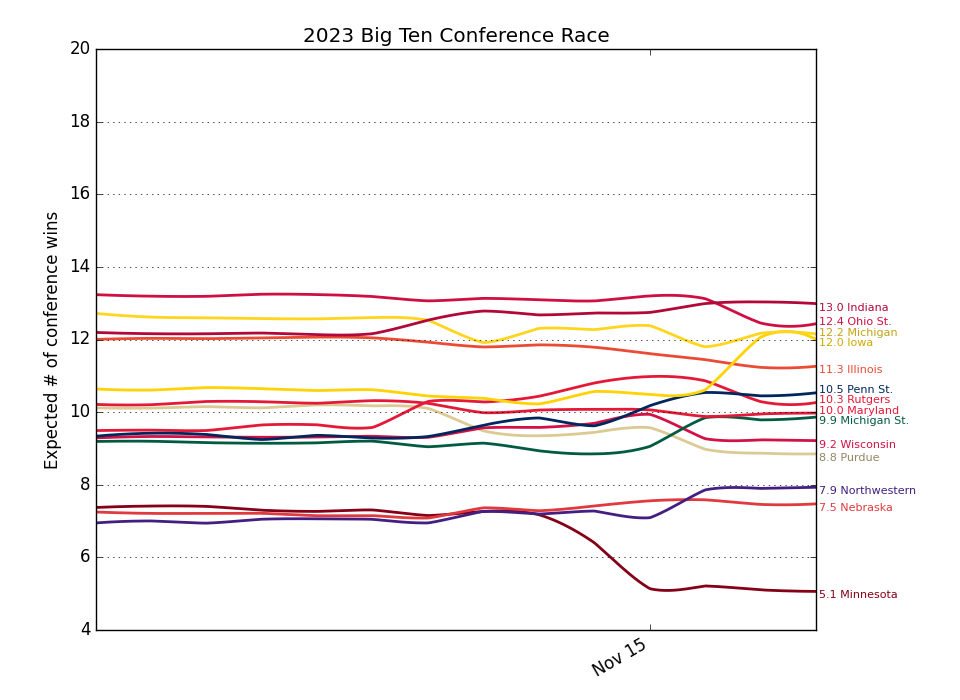 2023 Big Ten Conference Race
Expected # of conference wins
20
18
16
14
12
10
8
6
4
Nov 15
13.0 Indiana
12.4 Ohio St.
12.2 Michigan
12.0 Iowa
11.3 Illinois
10.5 Penn St.
10.3 Rutgers
10.0 Maryland
9.9 Michigan St.
9.2 Wisconsin
8.8 Purdue
7.9 Northwestern
7.5 Nebraska
5.1 Minnesota